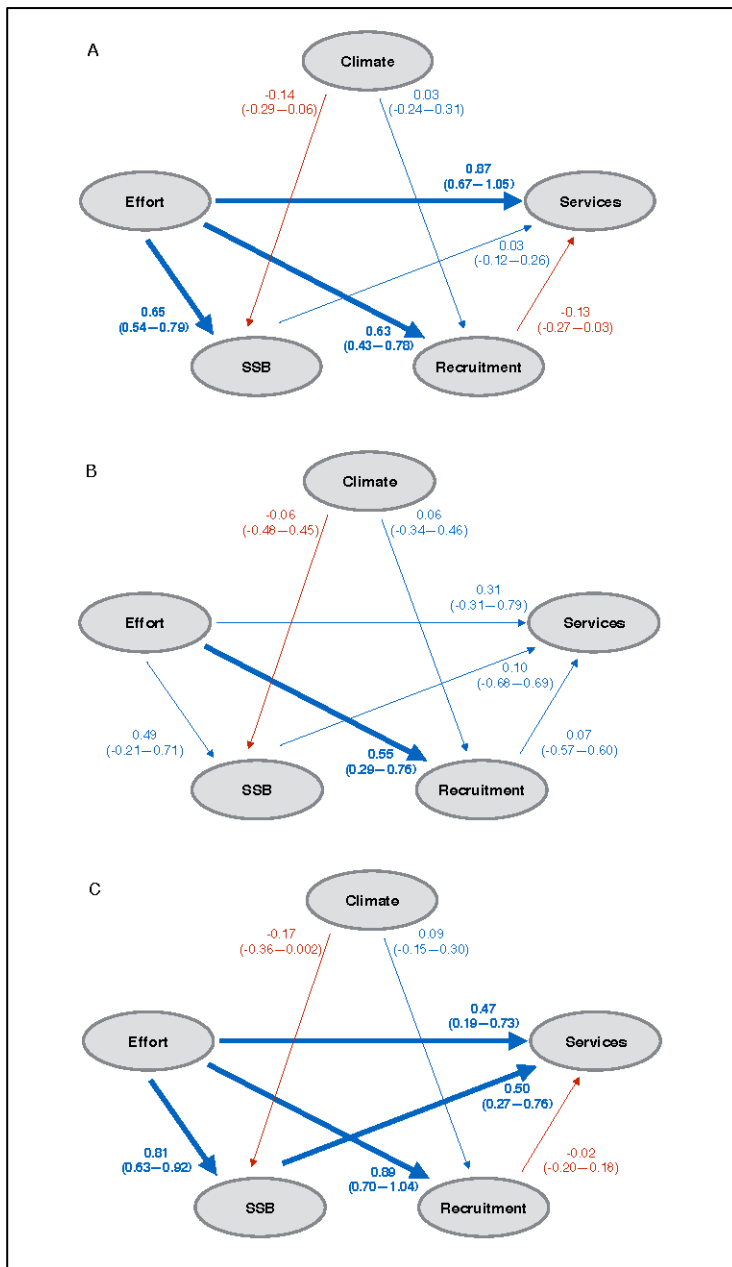 A
Climate
-0.14
(-0.29—0.06)
0.03
(-0.24—0.31)
0.87
(0.67—1.05)
Effort
Services
0.03
(-0.12—0.26)
0.65
(0.54—0.79)
0.63
(0.43—0.78)
-0.13
(-0.27—0.03)
SSB
Recruitment
B
Climate
-0.06
(-0.48—0.45)
0.06
(-0.34—0.46)
0.31
(-0.31—0.79)
Effort
Services
0.10
(-0.68—0.69)
0.49
(-0.21—0.71)
0.55
(0.29—0.76)
0.07
(-0.57—0.60)
SSB
Recruitment
C
Climate
-0.17
(-0.36—0.002)
0.09
(-0.15—0.30)
0.47
(0.19—0.73)
Effort
Services
0.50
(0.27—0.76)
0.81
(0.63—0.92)
0.89
(0.70—1.04)
-0.02
(-0.20—0.18)
SSB
Recruitment